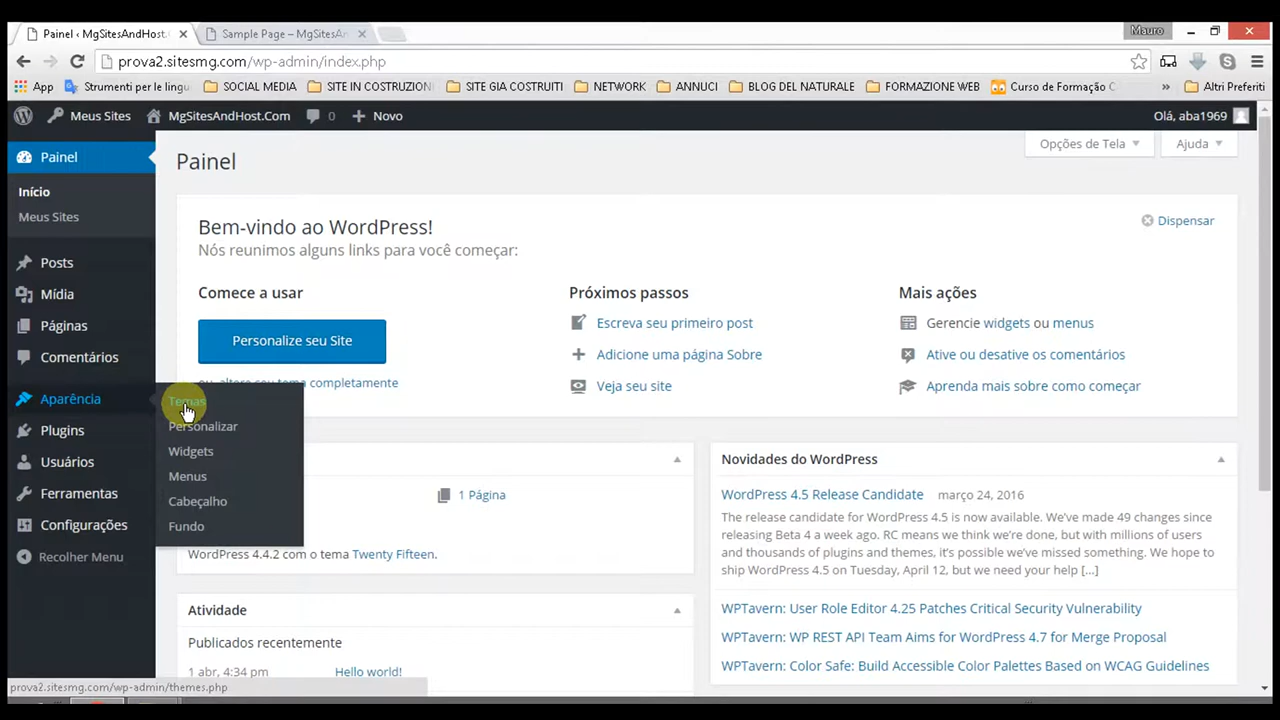 Painel ‹ MgSitesAndHost.
Sample Page – MgSitesAn
Mauro
prova2.sitesmg.com/wp-admin/index.php
App Strumenti per le lingu SOCIAL MEDIA SITE IN COSTRUZION SITE GIA COSTRUITI NETWORK ANNUCI BLOG DEL NATURALE FORMAZIONE WEB Curso de Formação C » Altri Preferiti
Meus Sites MgSitesAndHost.Com 0 + Novo Olá, aba1969
Painel
Início
Meus Sites
Posts
Mídia
Páginas
Comentários
Aparência
Plugins
Usuários
Ferramentas
Configurações
Recolher Menu
Temas
Personalizar
Widgets
Menus
Cabeçalho
Fundo
Painel
Opções de Tela
Ajuda
Bem-vindo ao WordPress!
Dispensar
Nós reunimos alguns links para você começar:
Comece a usar
Personalize seu Site
ou, altere seu tema completamente
Próximos passos
Escreva seu primeiro post
Adicione uma página Sobre
Veja seu site
Mais ações
Gerencie widgets ou menus
Ative ou desative os comentários
Aprenda mais sobre como começar
1 Página
WordPress 4.4.2 com o tema Twenty Fifteen.
Atividade
Publicados recentemente
1 abr, 4:34 pm Hello world!
Novidades do WordPress
WordPress 4.5 Release Candidate março 24, 2016
The release candidate for WordPress 4.5 is now available. We've made 49 changes since
releasing Beta 4 a week ago. RC means we think we're done, but with millions of users
and thousands of plugins and themes, it's possible we've missed something. We hope to
ship WordPress 4.5 on Tuesday, April 12, but we need your help [...]
WPTavern: User Role Editor 4.25 Patches Critical Security Vulnerability
WPTavern: WP REST API Team Aims for WordPress 4.7 for Merge Proposal
WPTavern: Color Safe: Build Accessible Color Palettes Based on WCAG Guidelines
prova2.sitesmg.com/wp-admin/themes.php